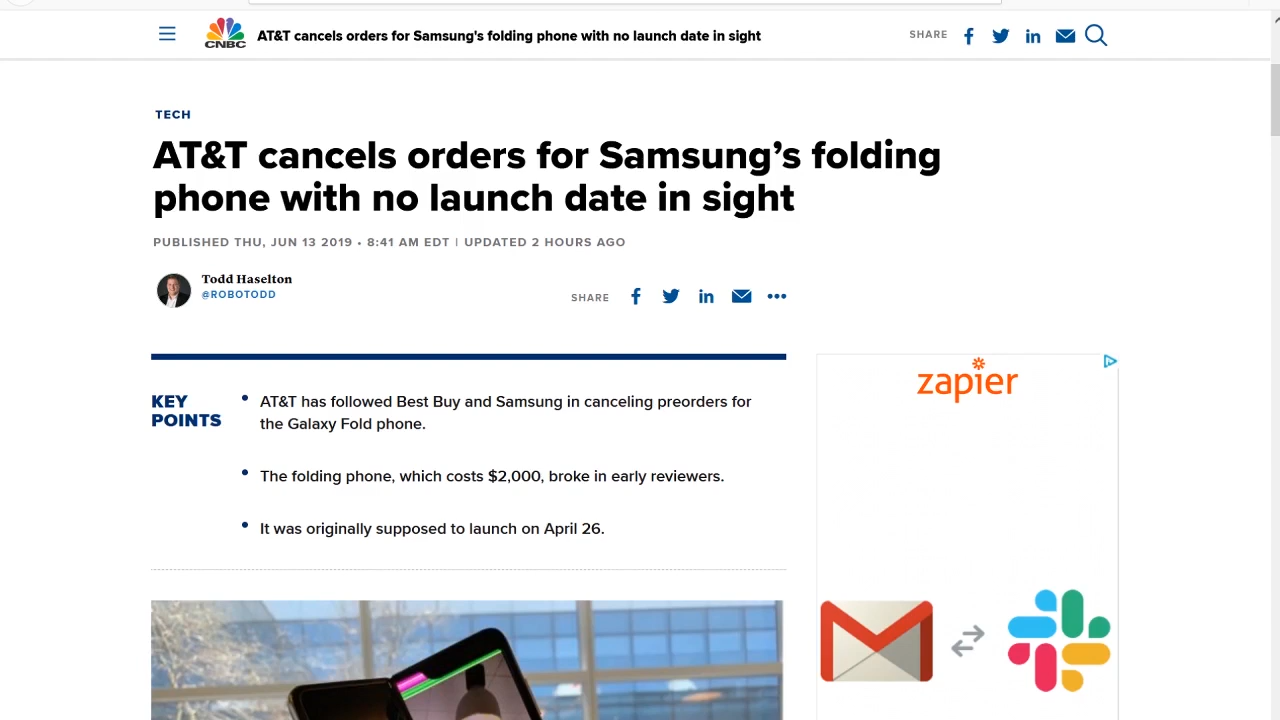 CNBC
AT&T cancels orders for Samsung's folding phone with no launch date in sight
SHARE
TECH
AT&T cancels orders for Samsung’s folding
phone with no launch date in sight
PUBLISHED THU, JUN 13 2019 • 8:41 AM EDT | UPDATED 2 HOURS AGO
Todd Haselton
@ROBOTODD
SHARE
KEY
POINTS
• AT&T has followed Best Buy and Samsung in canceling preorders for
the Galaxy Fold phone.
• The folding phone, which costs $2,000, broke in early reviewers.
• It was originally supposed to launch on April 26.
zapier